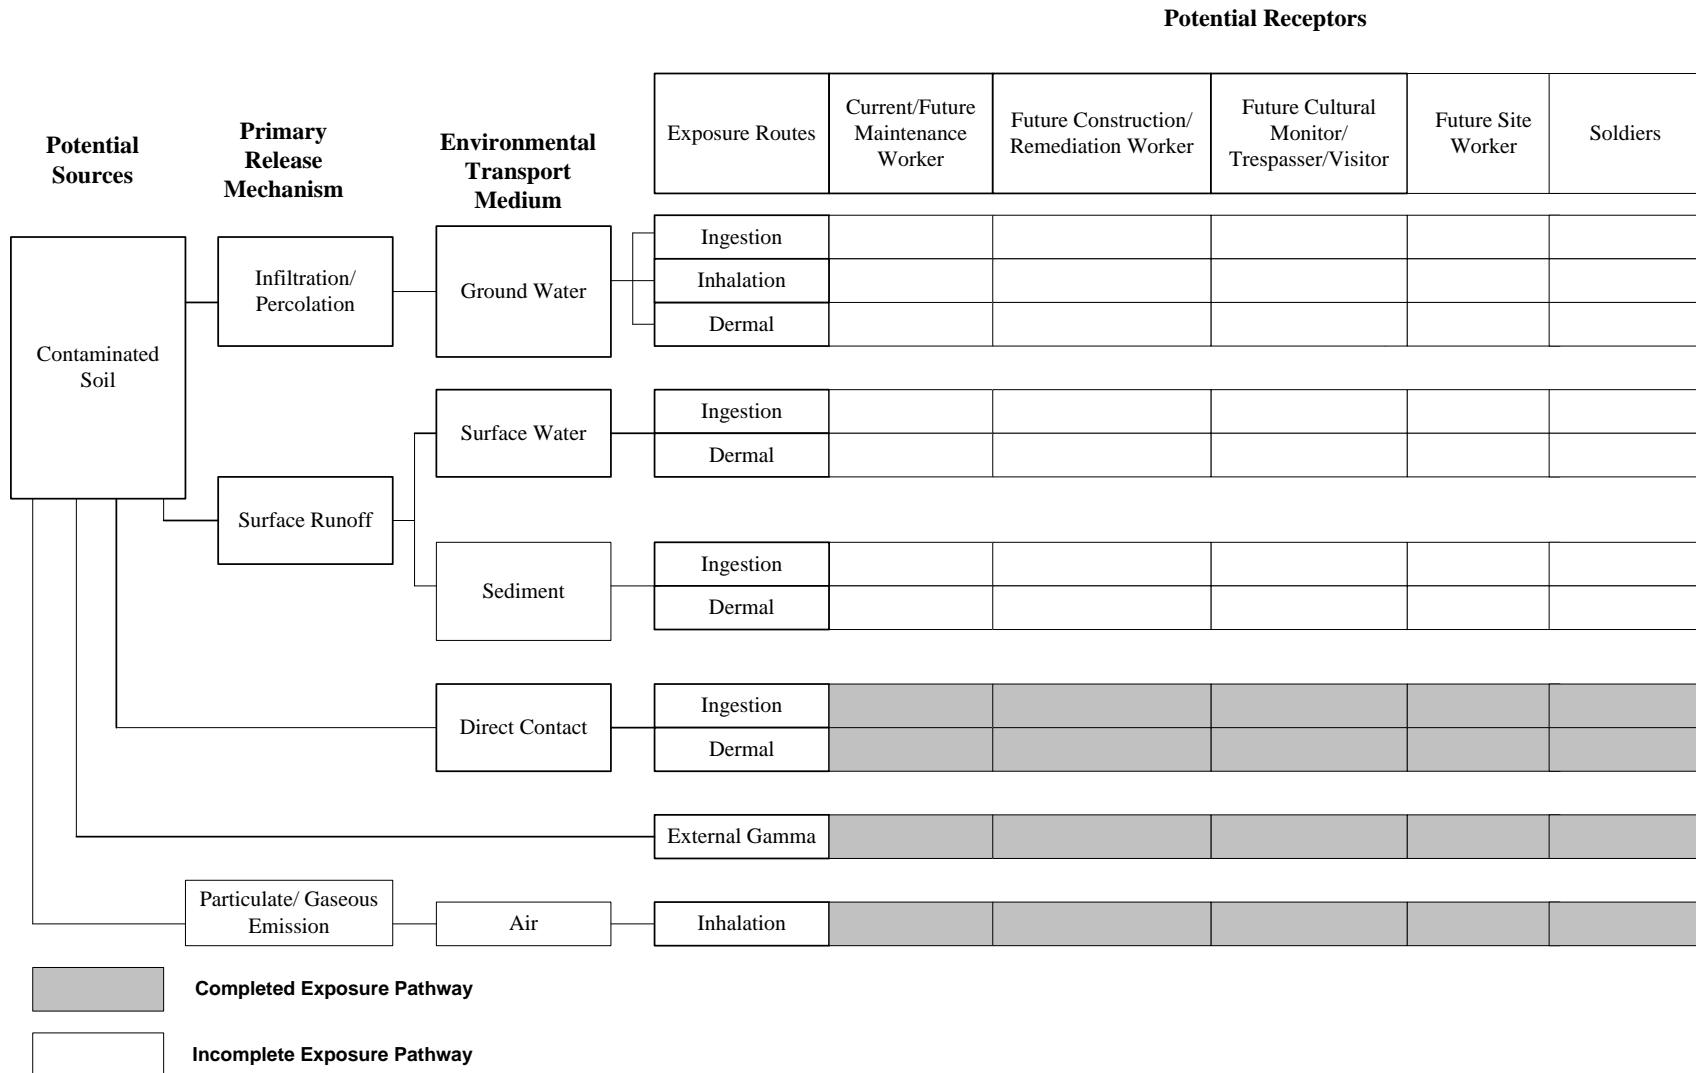 Potential Receptors
Potential
Sources
Primary
Release
Mechanism
Environmental
Transport
Medium
Exposure Routes
Current/Future
Maintenance
Worker
Future Construction/
Remediation Worker
Future Cultural
Monitor/
Trespasser/Visitor
Future Site
Worker
Soldiers
Contaminated
Soil
Infiltration/
Percolation
Ground Water
Ingestion
Inhalation
Dermal
Surface Runoff
Surface Water
Ingestion
Dermal
Sediment
Ingestion
Dermal
Direct Contact
Ingestion
Dermal
External Gamma
Particulate/ Gaseous
Emission
Air
Inhalation
Completed Exposure Pathway
Incomplete Exposure Pathway